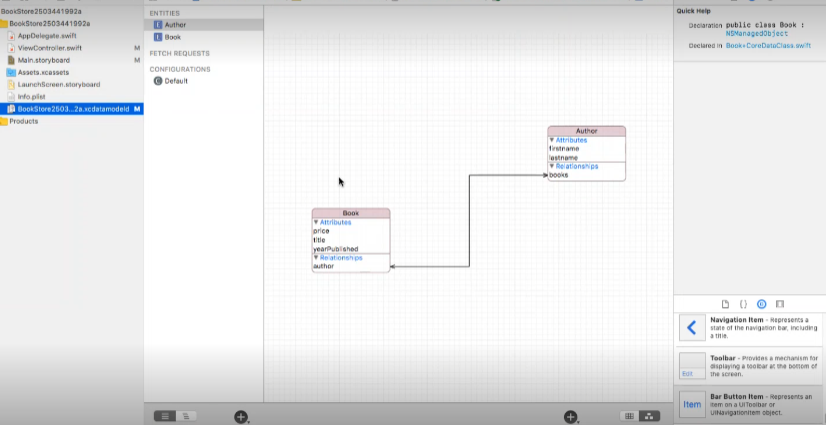 BookStore2503441992a
BookStore2503441992a
AppDelegate.swift
ViewController.swift M
Main.storyboard M
Assets.xcassets
LaunchScreen.storyboard
Info.plist
BookStore2503...2a.xcdatamodeld M
Products
ENTITIES
E Author
E Book
FETCH REQUESTS
CONFIGURATIONS
C Default
Author
Attributes
firstname
lastname
Relationships
books
Book
Attributes
price
title
yearPublished
Relationships
author
Quick Help
Declaration public class Book :
NSManagedObject
Declared in Book+CoreDataClass.swift
{}
Navigation Item - Represents a
state of the navigation bar, including
a title.
Edit
Toolbar - Provides a mechanism for
displaying a toolbar at the bottom of
the screen.
Item
Bar Button Item - Represents an
item on a UIToolbar or
UINavigationItem object.